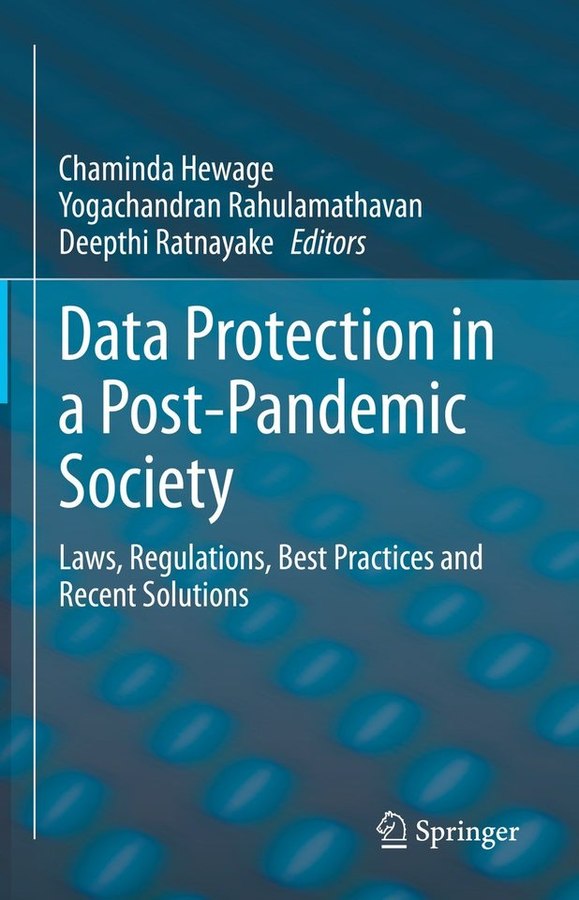 Chaminda Hewage
Yogachandran Rahulamathavan
Deepthi Ratnayake Editors
Data Protection in
a Post-Pandemic
Society
Laws, Regulations, Best Practices and
Recent Solutions
Springer